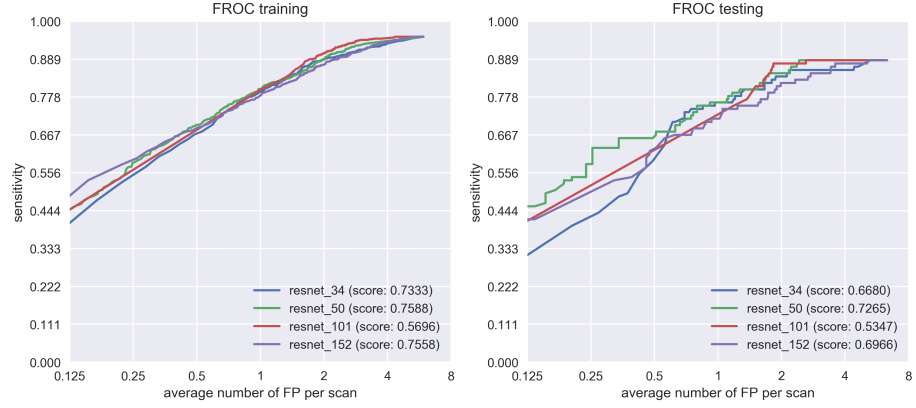 FROC training
1.000
0.889
0.778
0.667
0.556
0.444
0.333
0.222
0.111
0.000
sensitivity
resnet_34 (score: 0.7333)
resnet_50 (score: 0.7588)
resnet_101 (score: 0.5696)
resnet_152 (score: 0.7558)
0.125 0.25 0.5 1 2 4 8
average number of FP per scan
FROC testing
1.000
0.889
0.778
0.667
0.556
0.444
0.333
0.222
0.111
0.000
sensitivity
resnet_34 (score: 0.6680)
resnet_50 (score: 0.7265)
resnet_101 (score: 0.5347)
resnet_152 (score: 0.6966)
0.125 0.25 0.5 1 2 4 8
average number of FP per scan